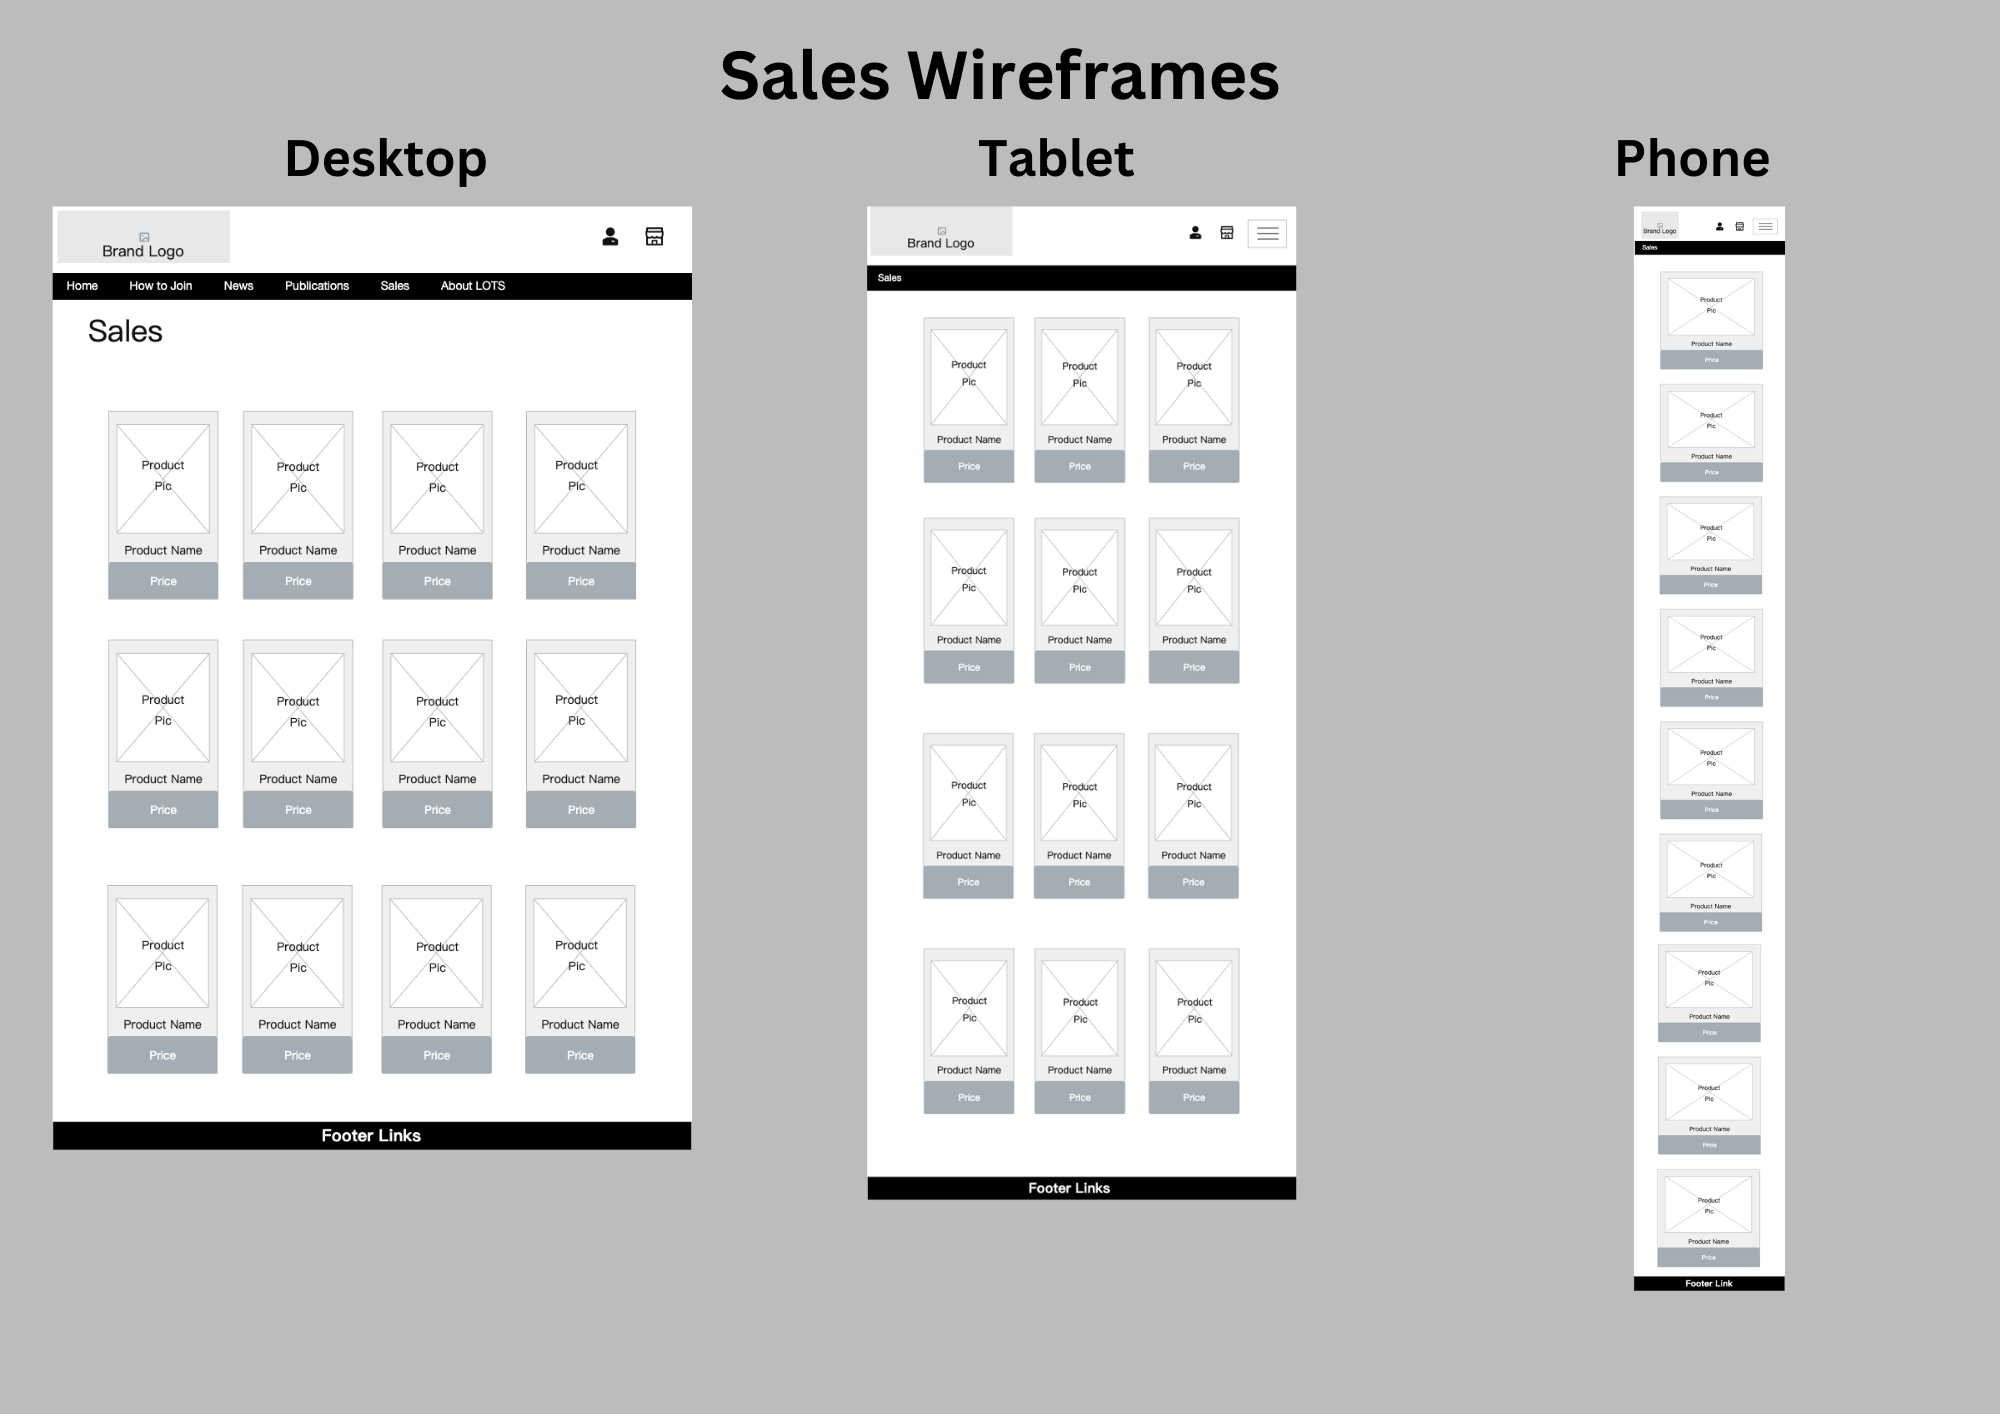 Sales Wireframes
Desktop
Tablet
Phone
Brand Logo
Home How to Join News Publications Sales About LOTS
Sales
Product Product Product Product
Pic Pic Pic Pic
Product Name Product Name Product Name Product Name
Price Price Price Price
Product Product Product Product
Pic Pic Pic Pic
Product Name Product Name Product Name Product Name
Price Price Price Price
Product Product Product Product
Pic Pic Pic Pic
Product Name Product Name Product Name Product Name
Price Price Price Price
Footer Links
Brand Logo
Sales
Product Product Product
Pic Pic Pic
Product Name Product Name Product Name
Price Price Price
Product Product Product
Pic Pic Pic
Product Name Product Name Product Name
Price Price Price
Product Product Product
Pic Pic Pic
Product Name Product Name Product Name
Price Price Price
Product Product Product
Pic Pic Pic
Product Name Product Name Product Name
Price Price Price
Footer Links
Brand Logo
Sales
Product
Pic
Product Name
Price
Product
Pic
Product Name
Price
Product
Pic
Product Name
Price
Product
Pic
Product Name
Price
Product
Pic
Product Name
Price
Product
Pic
Product Name
Price
Product
Pic
Product Name
Price
Product
Pic
Product Name
Price
Product
Pic
Product Name
Price
Footer Link